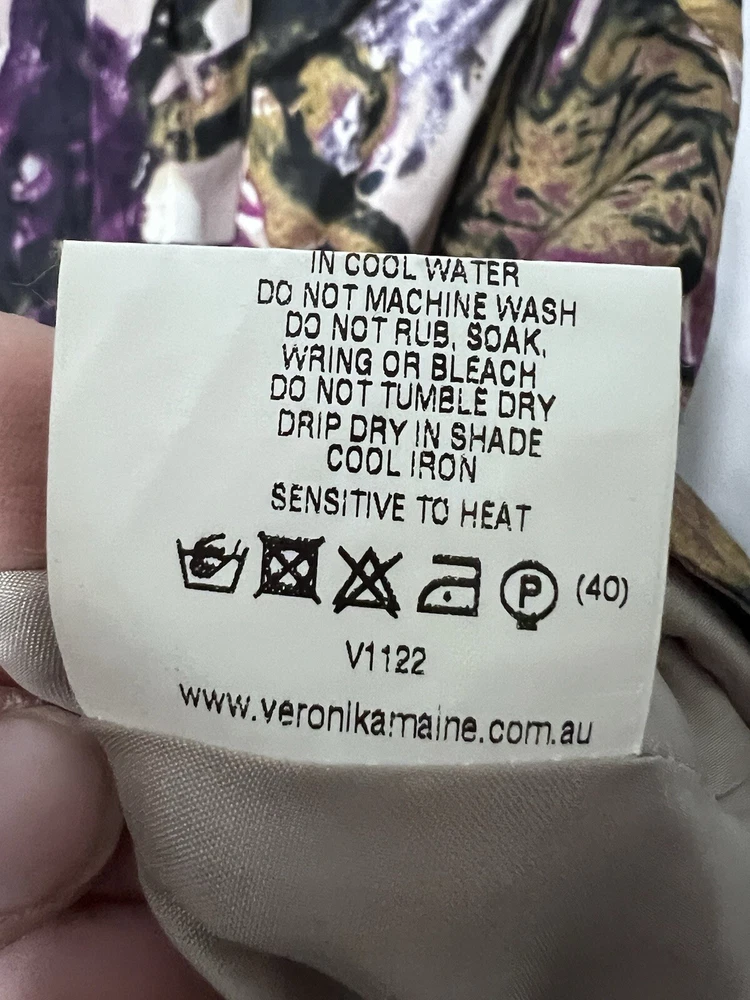 IN COOL WATER
DO NOT MACHINE WASH
DO NOT RUB, SOAK,
WRING OR BLEACH
DO NOT TUMBLE DRY
DRIP DRY IN SHADE
COOL IRON
SENSITIVE TO HEAT
P (40)
V1122
www.veronikamaine.com.au